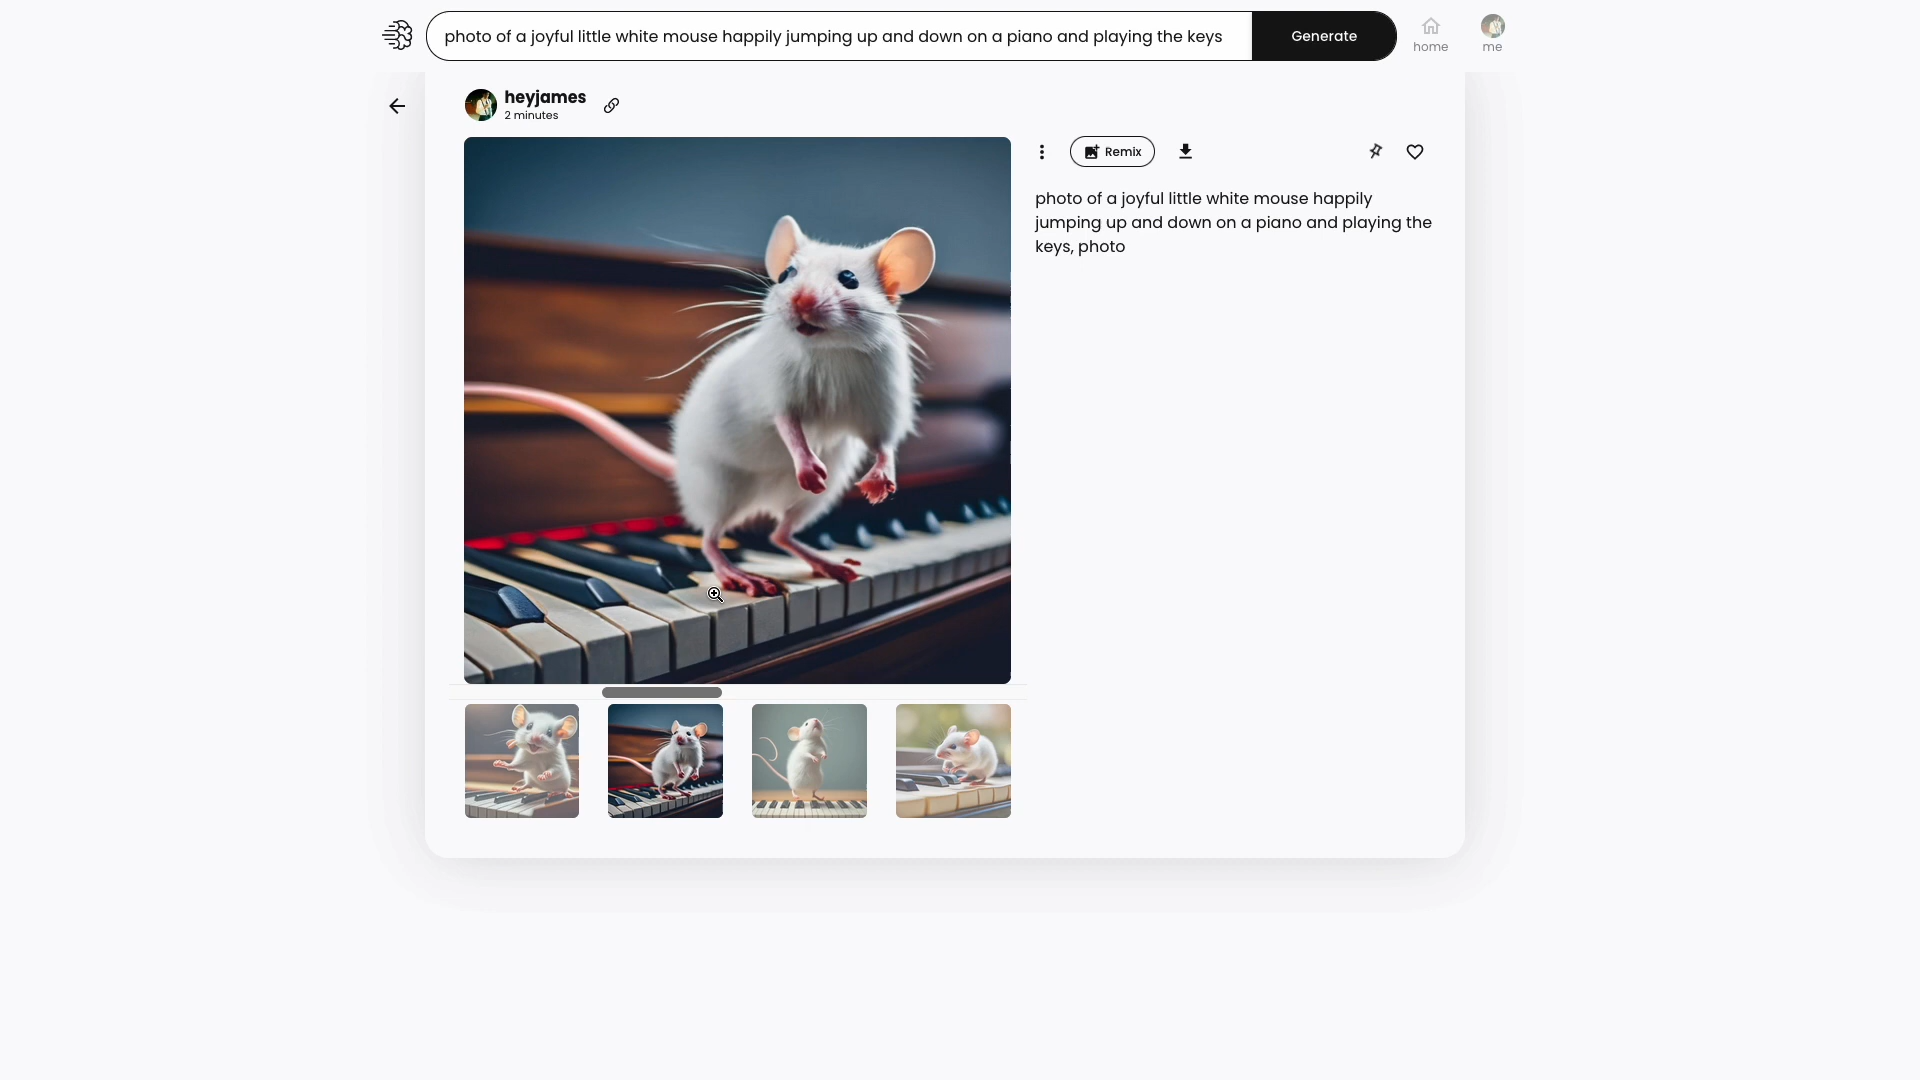 photo of a joyful little white mouse happily jumping up and down on a piano and playing the keys
Generate
home
me
heyjames
2 minutes
Remix
photo of a joyful little white mouse happily
jumping up and down on a piano and playing the
keys, photo